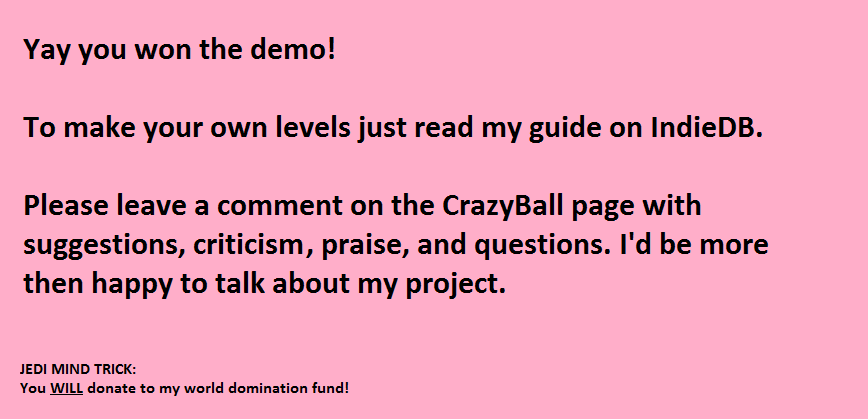 Yay you won the demo!
To make your own levels just read my guide on IndieDB.
Please leave a comment on the CrazyBall page with
suggestions, criticism, praise, and questions. I'd be more
then happy to talk about my project.
JEDI MIND TRICK:
You WILL donate to my world domination fund!